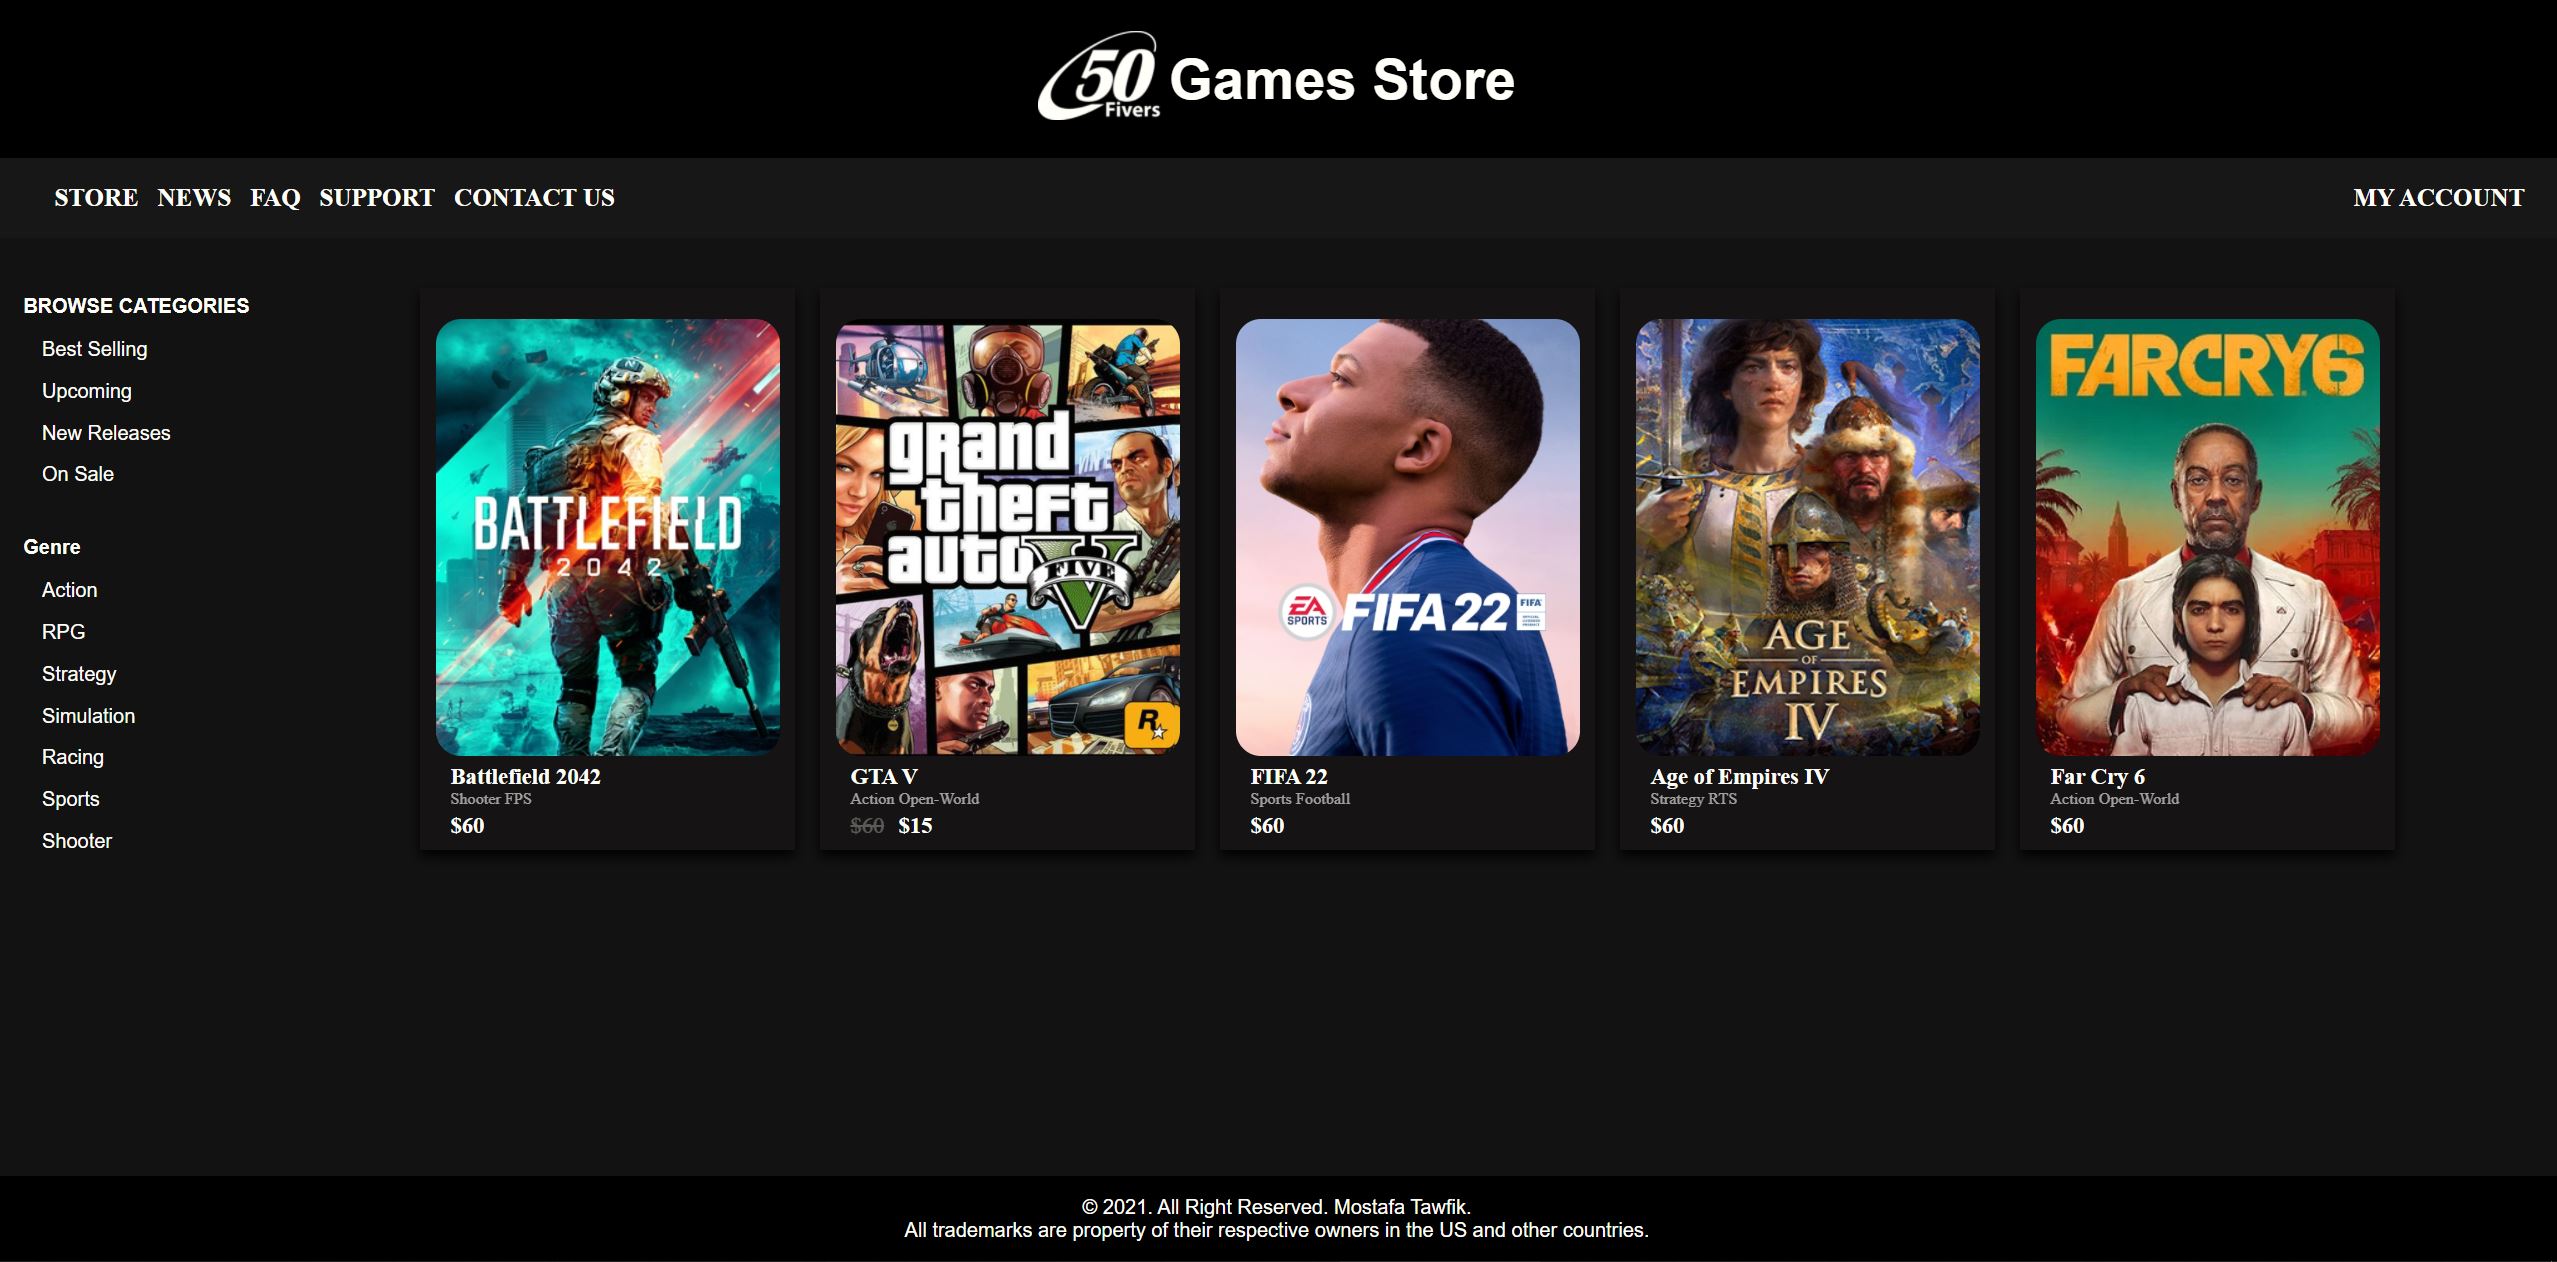 50
Fivers
Games Store
STORE NEWS FAQ SUPPORT CONTACT US
MY ACCOUNT
BROWSE CATEGORIES
Best Selling
Upcoming
New Releases
On Sale
Genre
Action
RPG
Strategy
Simulation
Racing
Sports
Shooter
BATTLEFIELD
2042
Battlefield 2042
Shooter FPS
$60
grand
theft
auto V
FIVE
R
GTA V
Action Open-World
$60 $15
EA
SPORTS
FIFA 22
FIFA
FIFA 22
Sports Football
$60
AGE
OF
EMPIRES
IV
Age of Empires IV
Strategy RTS
$60
FARCRY6
Far Cry 6
Action Open-World
$60
© 2021. All Right Reserved. Mostafa Tawfik.
All trademarks are property of their respective owners in the US and other countries.